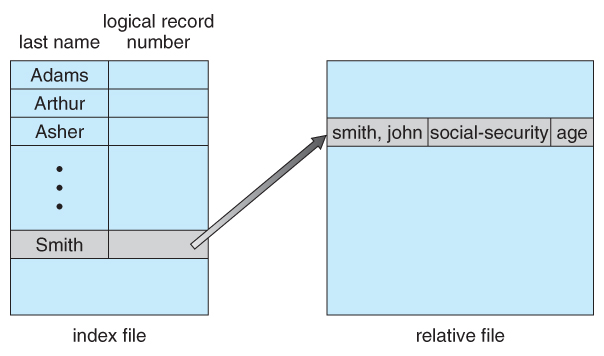 last name
logical record
number
Adams
Arthur
Asher
Smith
smith, john social-security age
index file
relative file